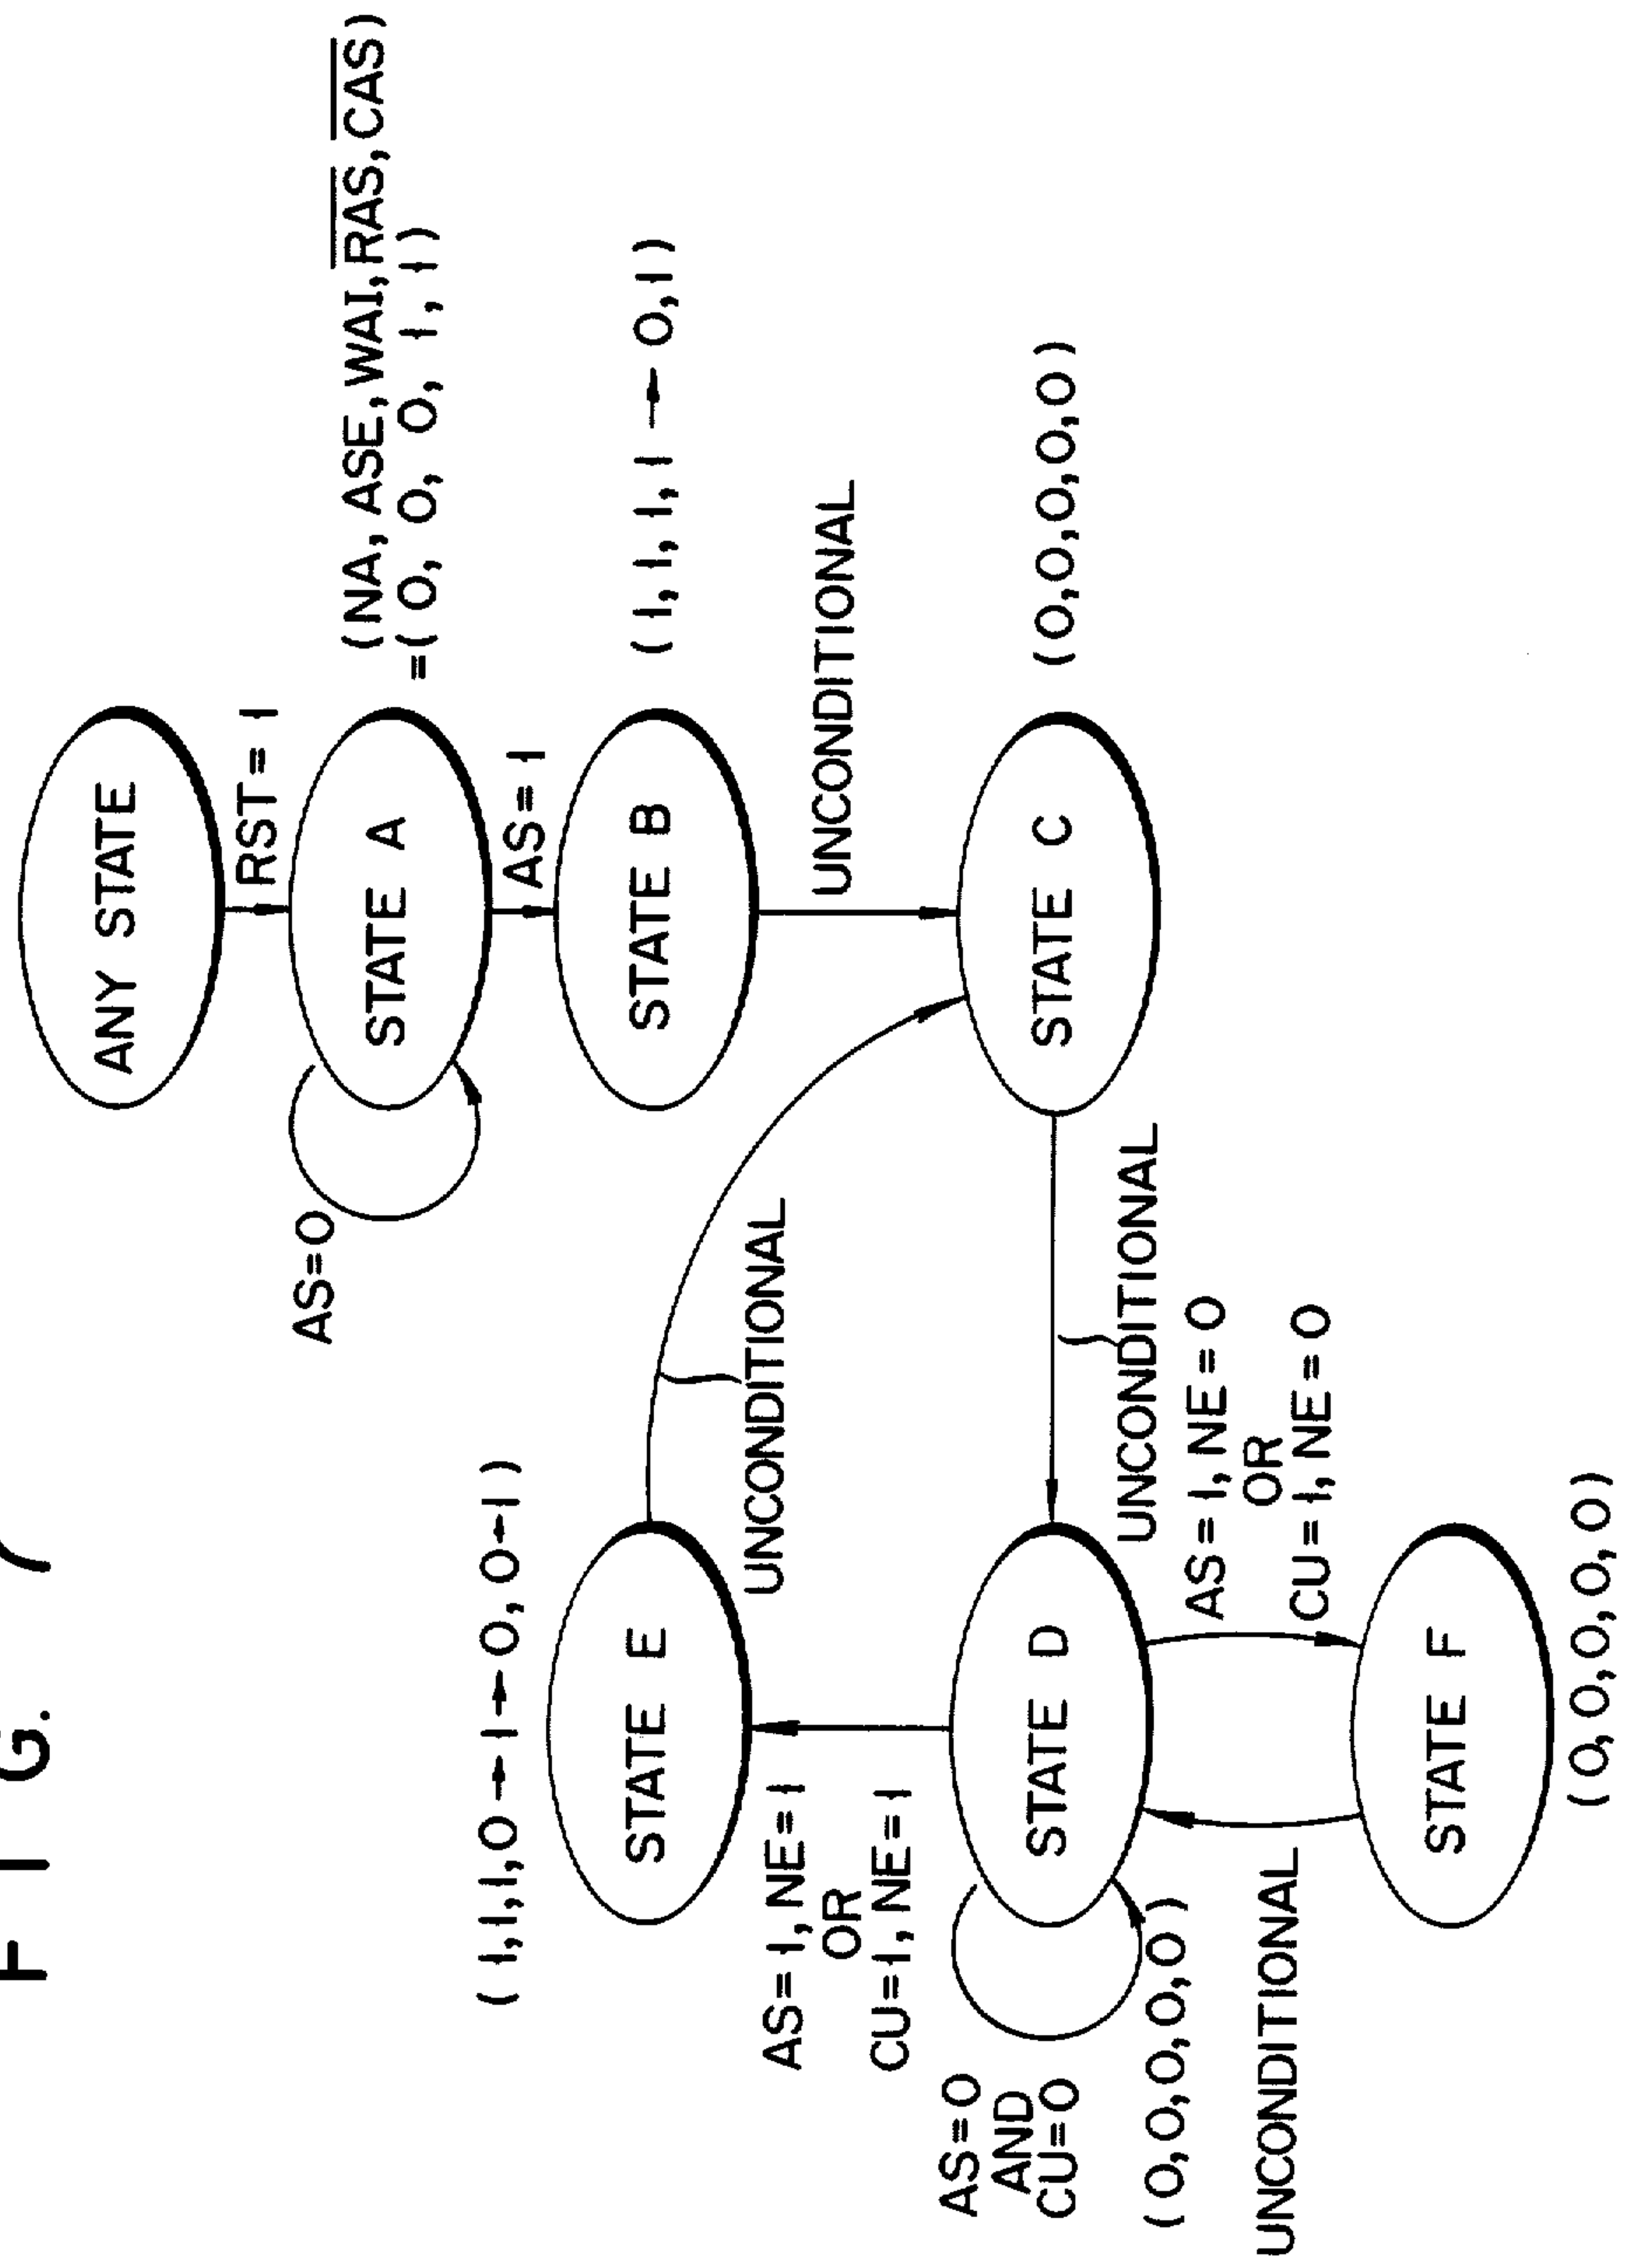 FIG. 7
ANY STATE
RST=1
(NA, ASE, WAI, R̅A̅S̅, C̅A̅S̅)
=(0, 0, 0, 1, 1)
STATE A
AS=0
AS=1
STATE B
(1, 1, 1, 1 → 0, 1)
UNCONDITIONAL
(1, 1, 1, 0 → 1 → 0, 0 → 1)
STATE E
UNCONDITIONAL
STATE C
(0, 0, 0, 0, 0)
AS=1, NE=1
OR
CU=1, NE=1
UNCONDITIONAL
STATE D
AS=0
AND
CU=0
(0, 0, 0, 0, 0)
AS=1, NE=0
OR
CU=1, NE=0
UNCONDITIONAL
STATE F
(0, 0, 0, 0, 0)